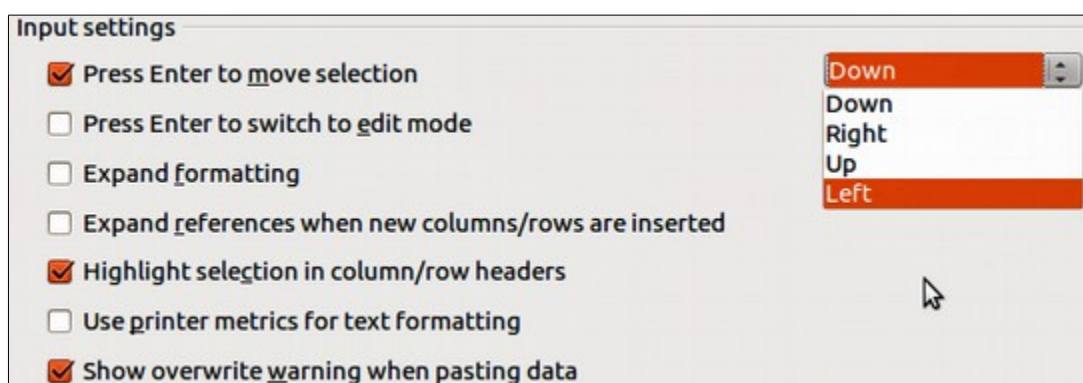 Input settings
Press Enter to move selection
Down
Down
Right
Up
Left
Press Enter to switch to edit mode
Expand formatting
Expand references when new columns/rows are inserted
Highlight selection in column/row headers
Use printer metrics for text formatting
Show overwrite warning when pasting data